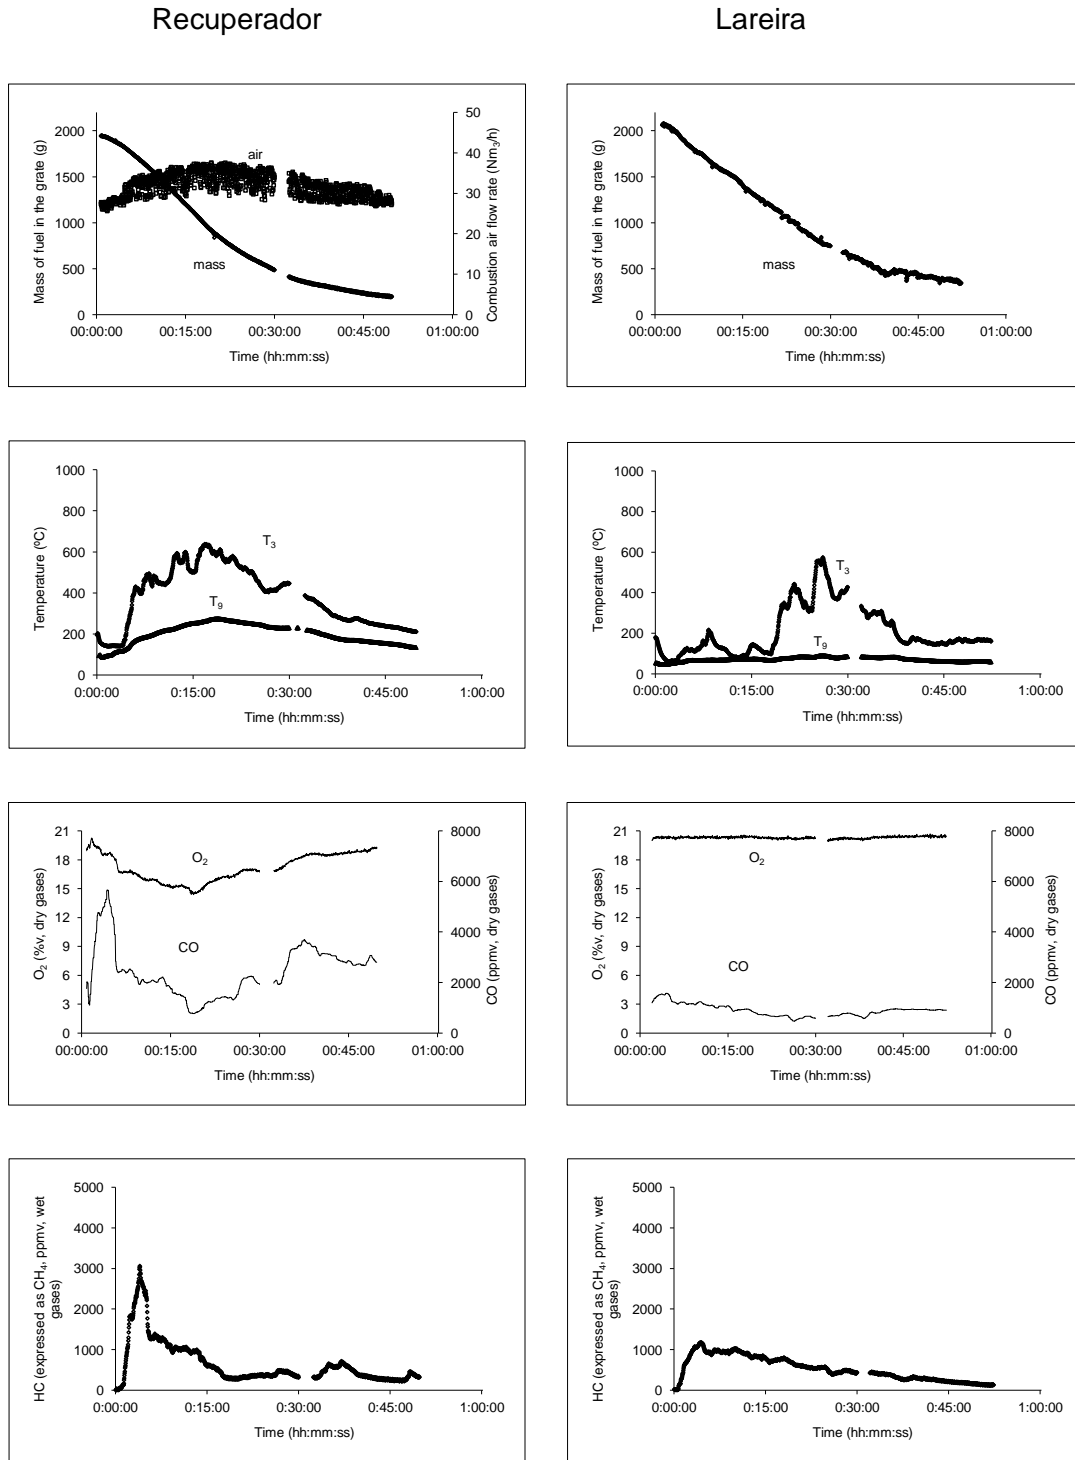 Recuperador
Lareira
Mass of fuel in the grate (g)
2000
1500
1000
500
0
50
40
30
20
10
0
Combustion air flow rate (Nm3/h)
air
mass
00:00:00 00:15:00 00:30:00 00:45:00 01:00:00
Time (hh:mm:ss)
Mass of fuel in the grate (g)
2000
1500
1000
500
0
mass
00:00:00 00:15:00 00:30:00 00:45:00 01:00:00
Time (hh:mm:ss)
Temperature (ºC)
1000
800
600
400
200
0
T3
T9
0:00:00 0:15:00 0:30:00 0:45:00 1:00:00
Time (hh:mm:ss)
Temperature (ºC)
1000
800
600
400
200
0
T3
T9
0:00:00 0:15:00 0:30:00 0:45:00 1:00:00
Time (hh:mm:ss)
O2 (%v, dry gases)
21
18
15
12
9
6
3
0
8000
6000
4000
2000
0
CO (ppmv, dry gases)
O2
CO
00:00:00 00:15:00 00:30:00 00:45:00 01:00:00
Time (hh:mm:ss)
O2 (%v, dry gases)
21
18
15
12
9
6
3
0
8000
6000
4000
2000
0
CO (ppmv, dry gases)
O2
CO
00:00:00 00:15:00 00:30:00 00:45:00 01:00:00
Time (hh:mm:ss)
HC (expressed as CH4, ppmv, wet
gases)
5000
4000
3000
2000
1000
0
0:00:00 0:15:00 0:30:00 0:45:00 1:00:00
Time (hh:mm:ss)
HC (expressed as CH4, ppmv, wet
gases)
5000
4000
3000
2000
1000
0
0:00:00 0:15:00 0:30:00 0:45:00 1:00:00
Time (hh:mm:ss)